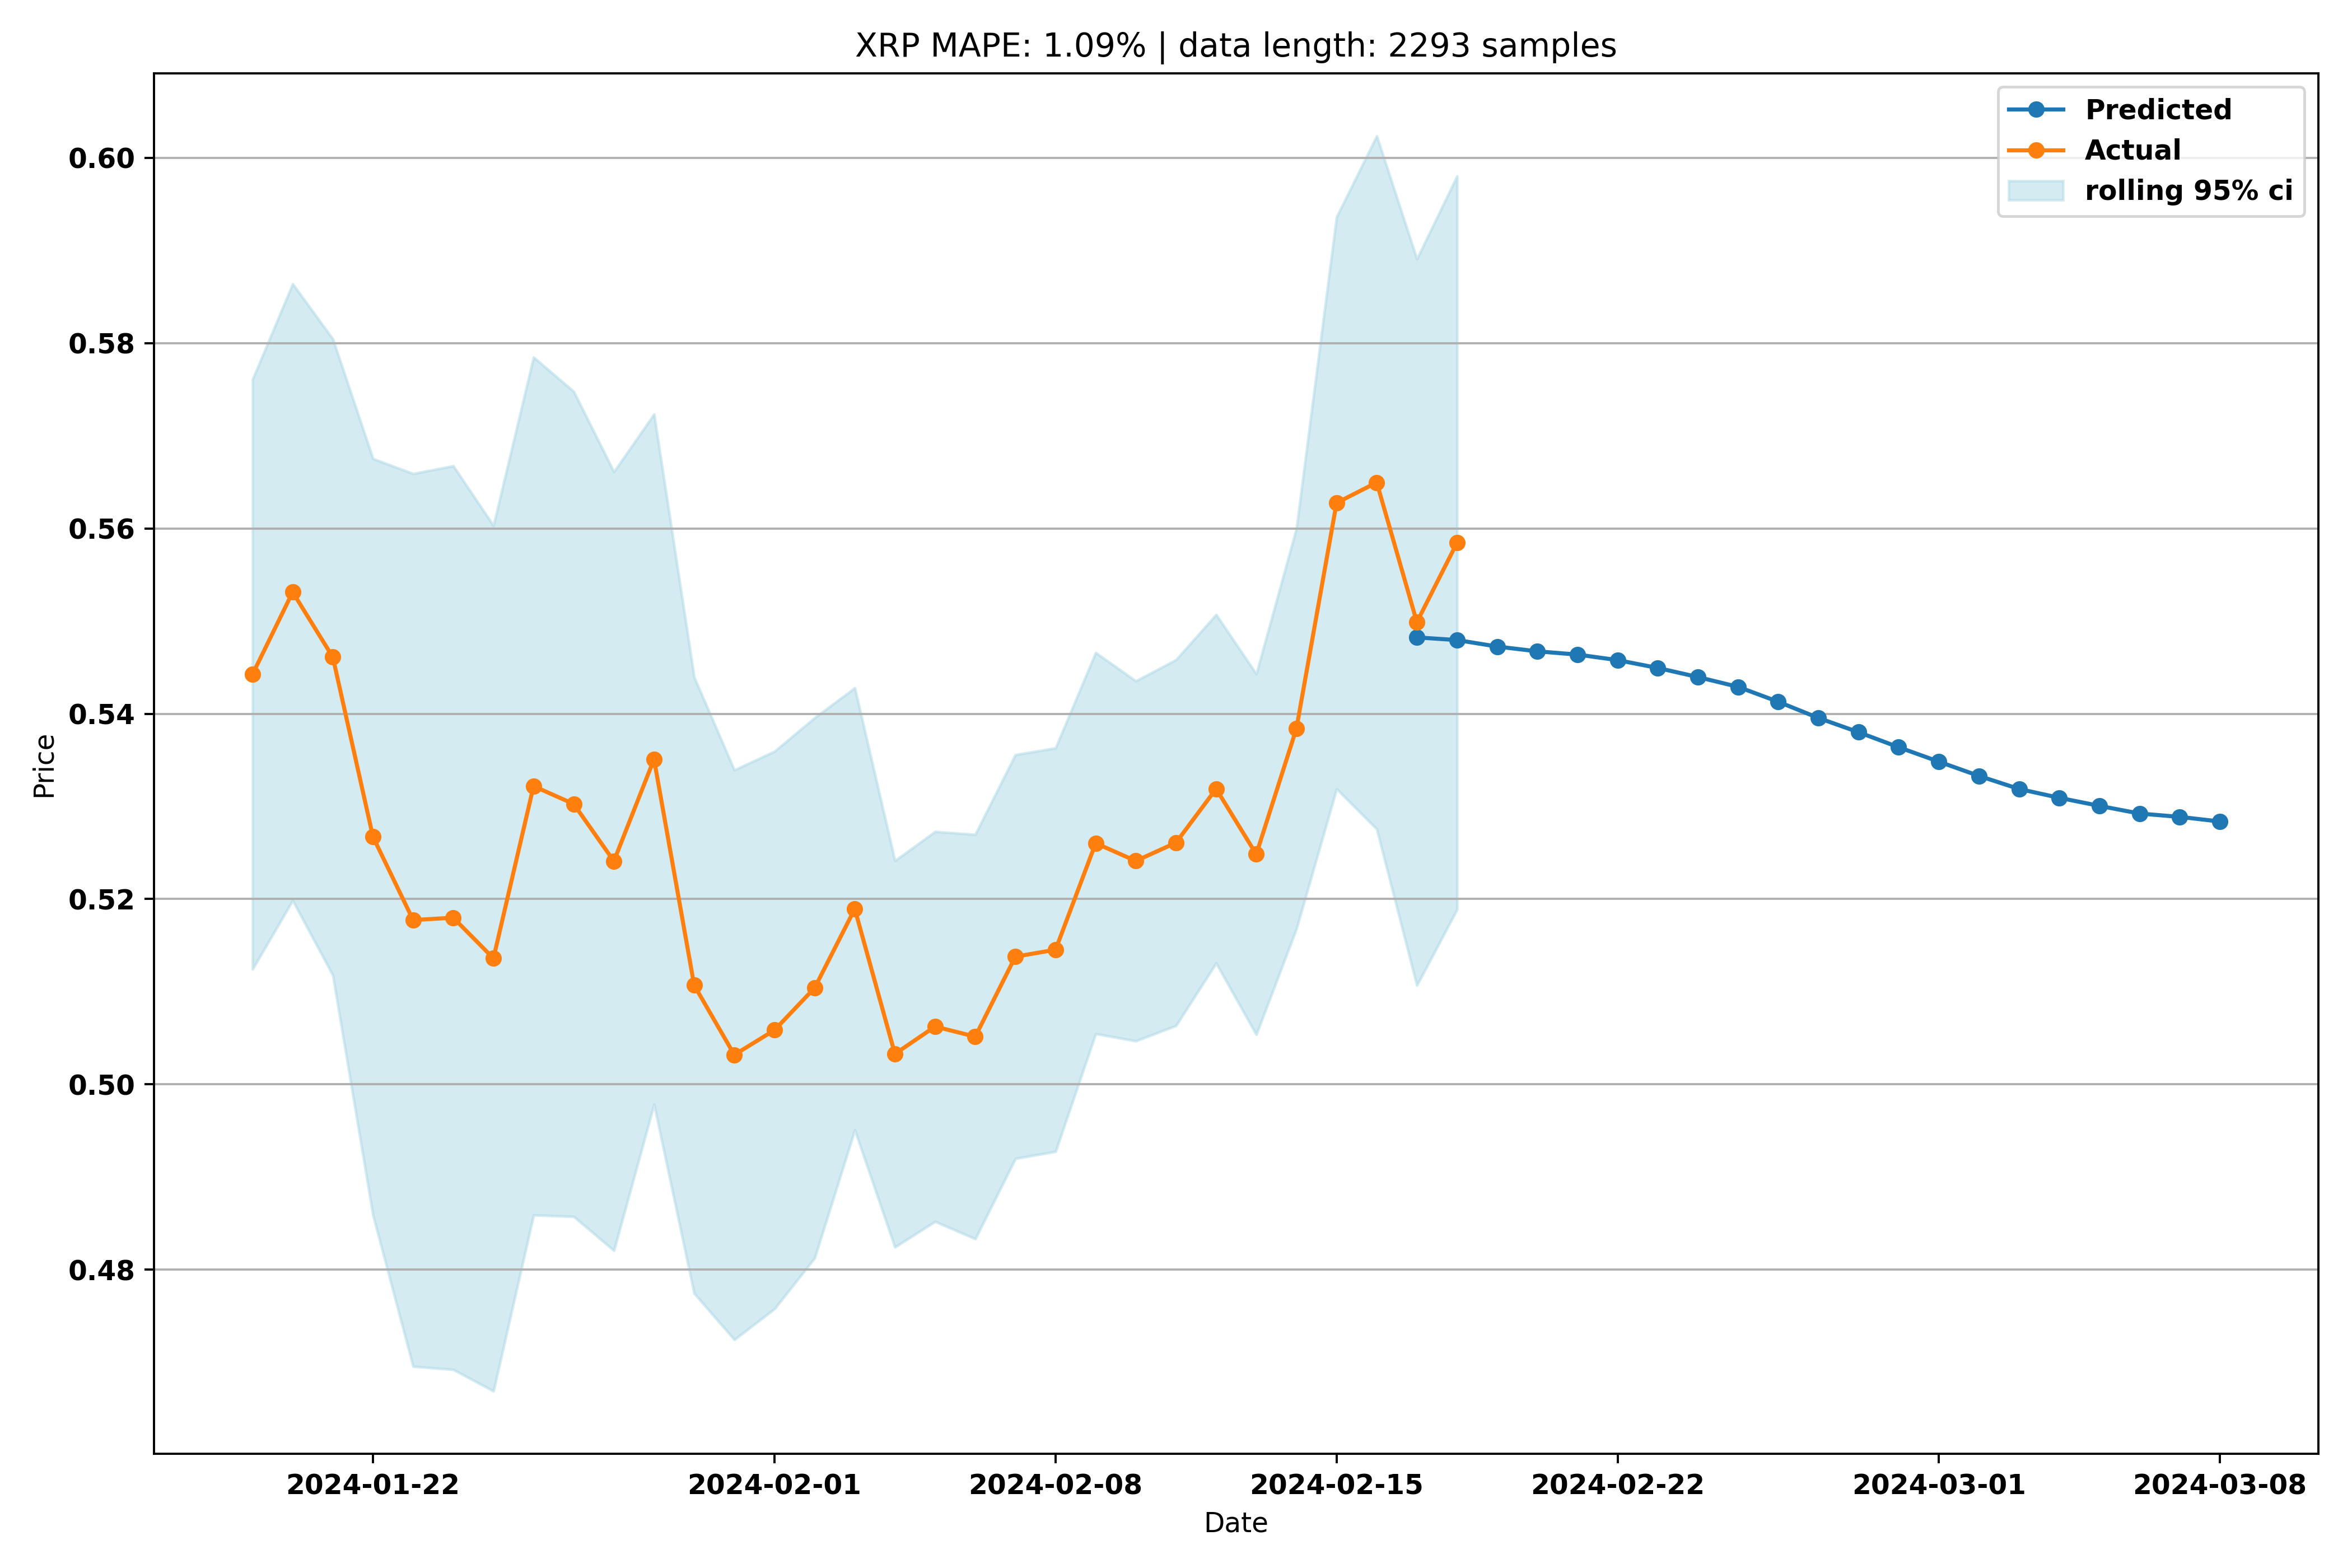 XRP MAPE: 1.09% | data length: 2293 samples
Predicted
Actual
rolling 95% ci
0.60
0.58
0.56
0.54
0.52
0.50
0.48
Price
2024-01-22
2024-02-01
2024-02-08
2024-02-15
2024-02-22
2024-03-01
2024-03-08
Date